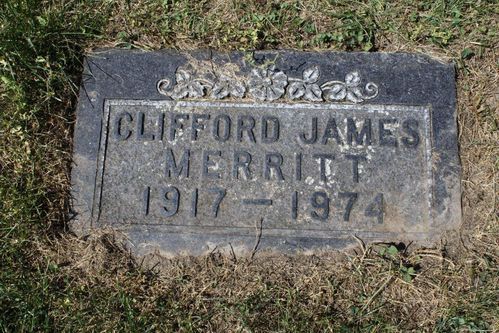 CLIFFORD JAMES
MERRITT
1917 — 1974